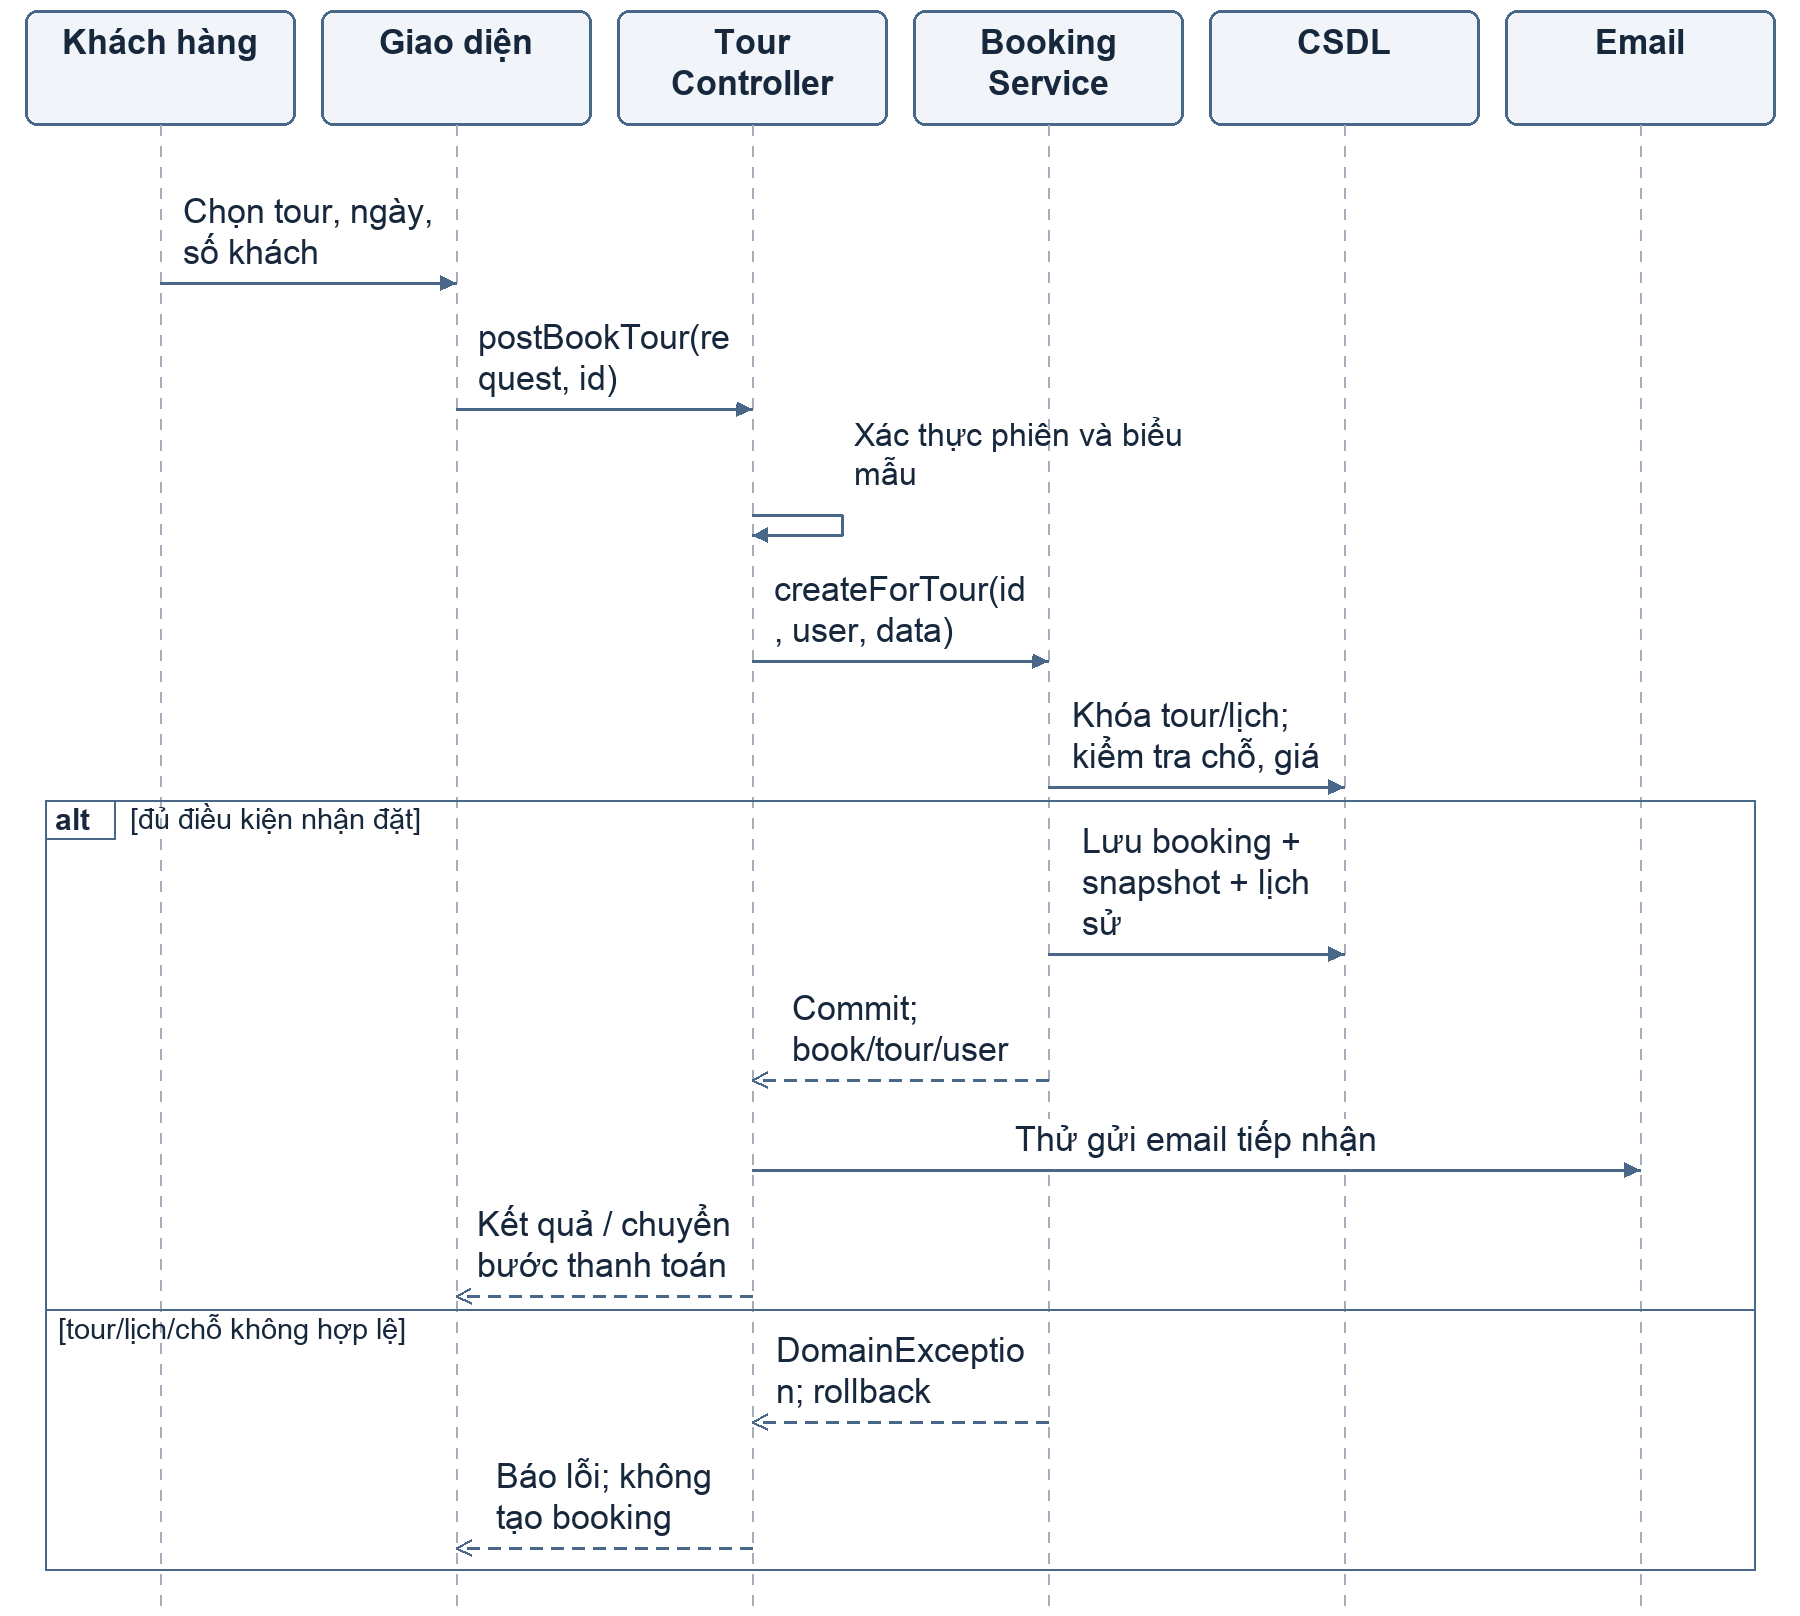 Khách hàng
Giao diện
Tour
Controller
Booking
Service
CSDL
Email
Chọn tour, ngày,
số khách
postBookTour(re
quest, id)
Xác thực phiên và biểu
mẫu
createForTour(id
, user, data)
Khóa tour/lịch;
kiểm tra chỗ, giá
alt [đủ điều kiện nhận đặt]
Lưu booking +
snapshot + lịch
sử
Commit;
book/tour/user
Thử gửi email tiếp nhận
Kết quả / chuyển
bước thanh toán
[tour/lịch/chỗ không hợp lệ]
DomainExceptio
n; rollback
Báo lỗi; không
tạo booking